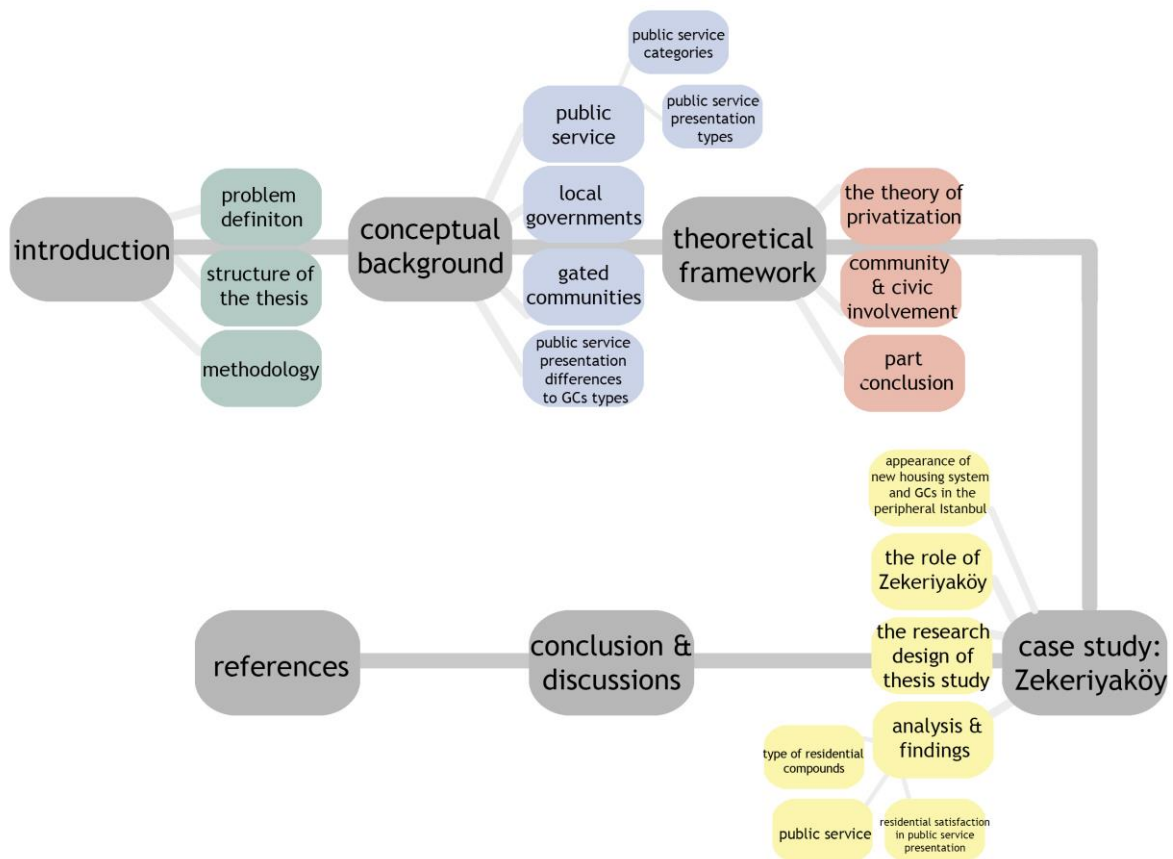 introduction
problem
definiton
structure of
the thesis
methodology
conceptual
background
public service
categories
public service
presentation
types
public
service
local
governments
gated
communities
public service
presentation
differences
to GCs types
theoretical
framework
the theory of
privatization
community
& civic
involvement
part
conclusion
case study:
Zekeriyaköy
appearance of
new housing system
and GCs in the
peripheral Istanbul
the role of
Zekeriyaköy
the research
design of
thesis study
analysis &
findings
type of residential
compounds
public service
residential satisfaction
in public service
presentation
conclusion &
discussions
references